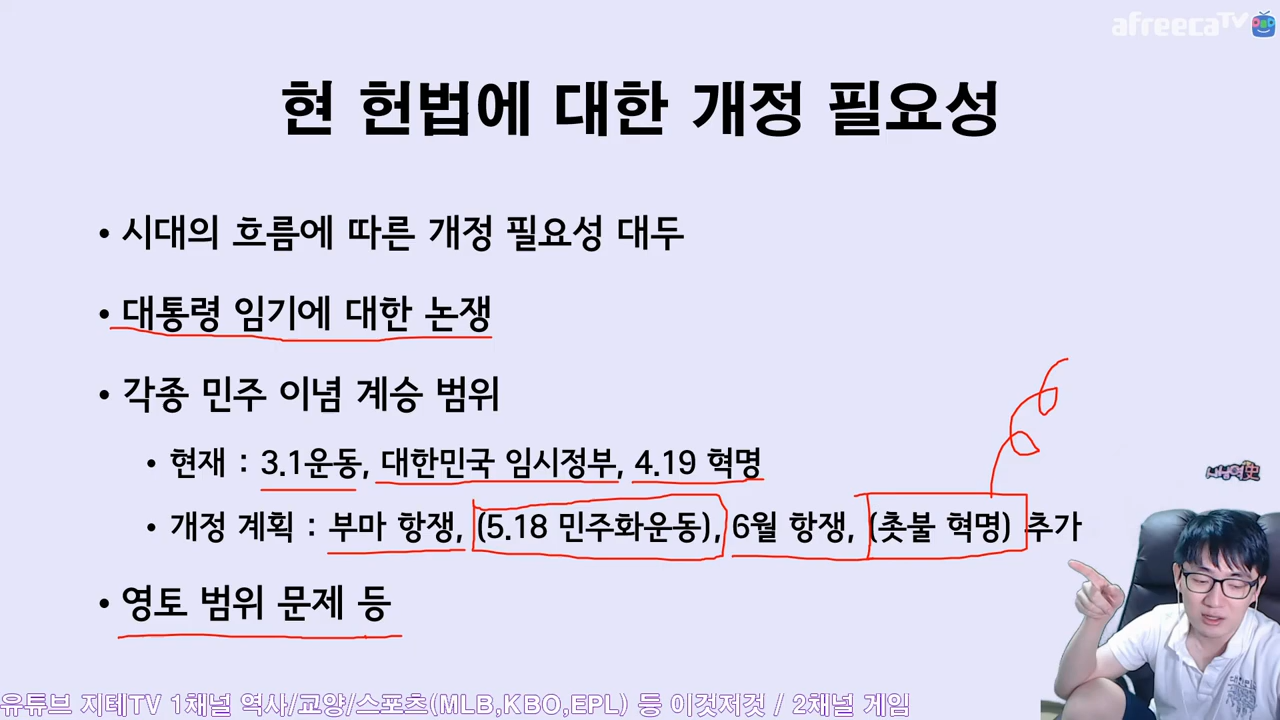 afreecaTV
현 헌법에 대한 개정 필요성
• 시대의 흐름에 따른 개정 필요성 대두
• 대통령 임기에 대한 논쟁
• 각종 민주 이념 계승 범위
• 현재 : 3.1운동, 대한민국 임시정부, 4.19 혁명
• 개정 계획 : 부마 항쟁, (5.18 민주화운동), 6월 항쟁, (촛불 혁명) 추가
• 영토 범위 문제 등
유튜브 지테TV 1채널 역사/교양/스포츠(MLB,KBO,EPL) 등 이것저것 / 2채널 게임